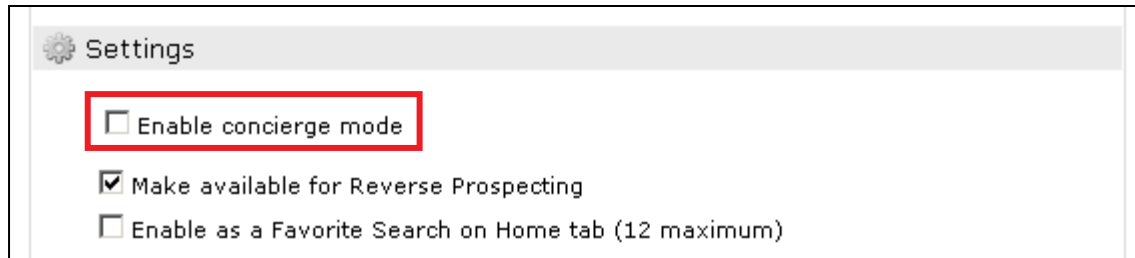 Settings
Enable concierge mode
Make available for Reverse Prospecting
Enable as a Favorite Search on Home tab (12 maximum)